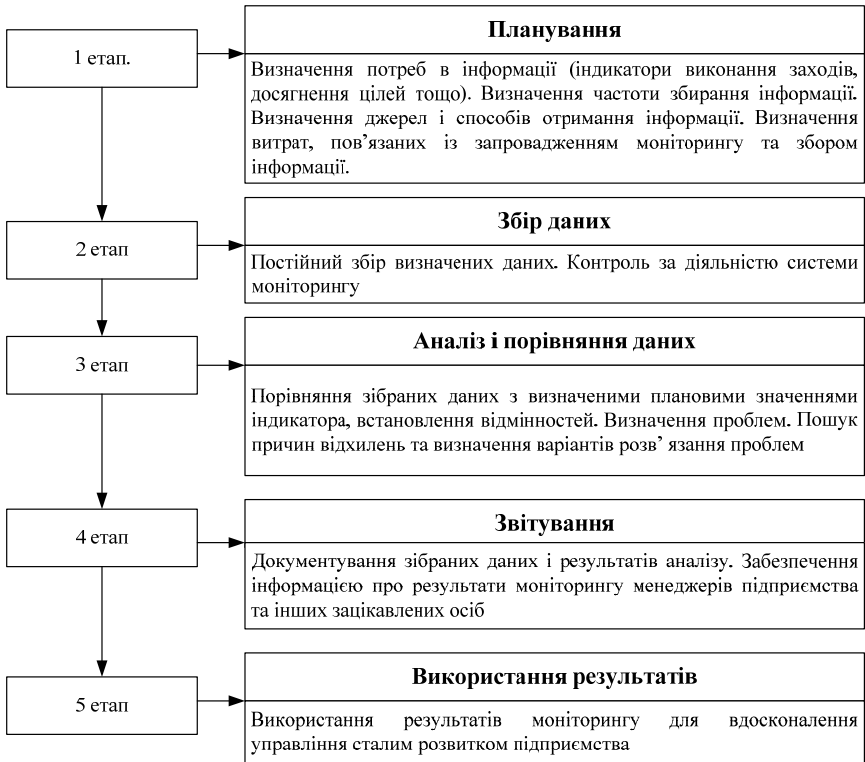 1 етап.
Планування
Визначення потреб в інформації (індикатори виконання заходів,
досягнення цілей тощо). Визначення частоти збирання інформації.
Визначення джерел і способів отримання інформації. Визначення
витрат, пов’язаних із запровадженням моніторингу та збором
інформації.
2 етап
Збір даних
Постійний збір визначених даних. Контроль за діяльністю системи
моніторингу
3 етап
Аналіз і порівняння даних
Порівняння зібраних даних з визначеними плановими значеннями
індикатора, встановлення відмінностей. Визначення проблем. Пошук
причин відхилень та визначення варіантів розв’ язання проблем
4 етап
Звітування
Документування зібраних даних і результатів аналізу. Забезпечення
інформацією про результати моніторингу менеджерів підприємства
та інших зацікавлених осіб
5 етап
Використання результатів
Використання результатів моніторингу для вдосконалення
управління сталим розвитком підприємства